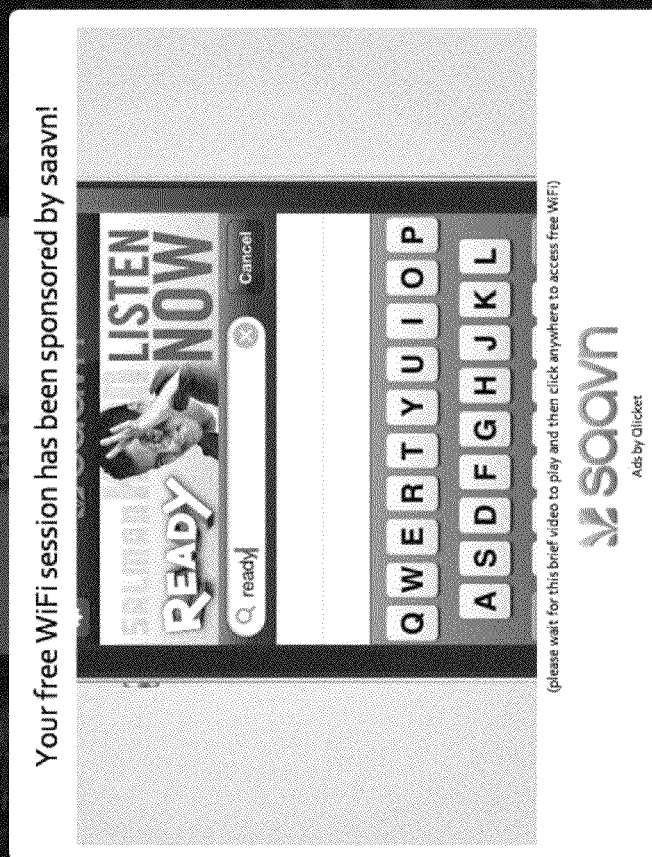 Your free WiFi session has been sponsored by saavn!
SALMAN
READY
LISTEN
NOW
ready
Cancel
Q W E R T Y U I O P
A S D F G H J K L
(please wait for this brief video to play and then click anywhere to access free WiFi)
saavn
Ads by Qlicket